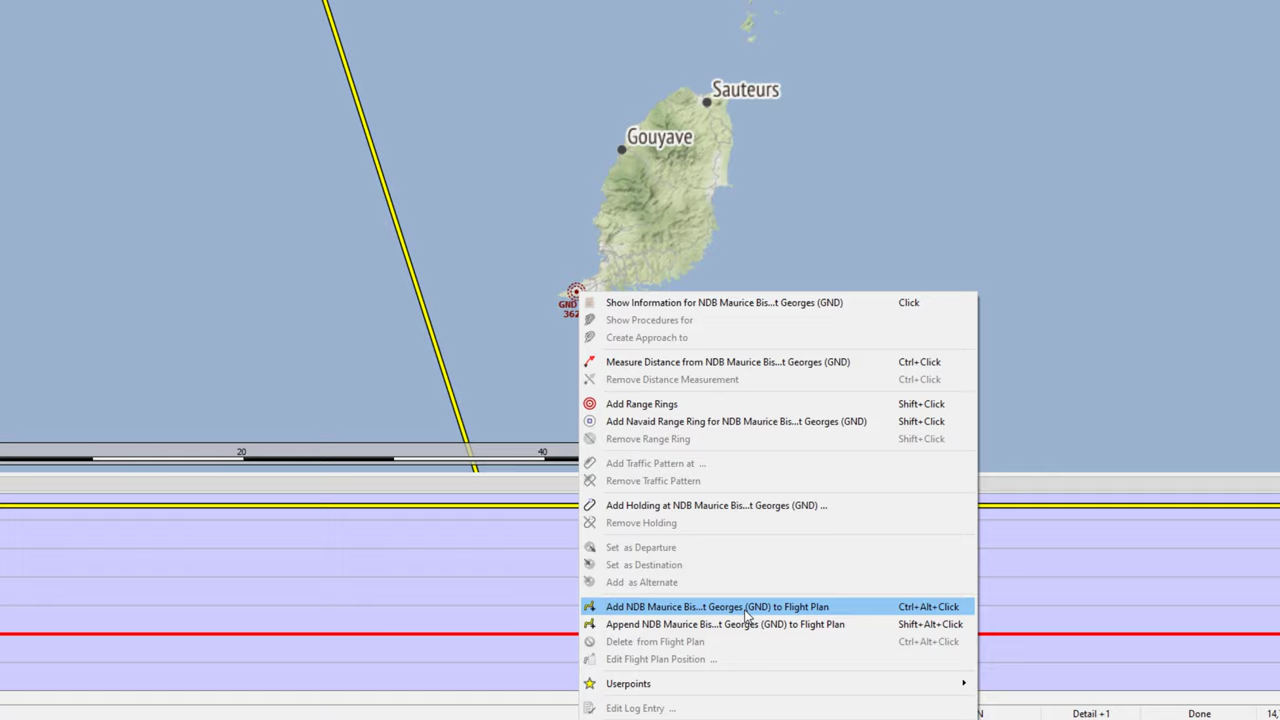 Sauteurs
Gouyave
GND
362
Show Information for NDB Maurice Bis...t Georges (GND) Click
Show Procedures for
Create Approach to
Measure Distance from NDB Maurice Bis...t Georges (GND) Ctrl+Click
Remove Distance Measurement Ctrl+Click
Add Range Rings Shift+Click
Add Navaid Range Ring for NDB Maurice Bis...t Georges (GND) Shift+Click
Remove Range Ring Shift+Click
20 40
Add Traffic Pattern at ...
Remove Traffic Pattern
Add Holding at NDB Maurice Bis...t Georges (GND) ...
Remove Holding
Set as Departure
Set as Destination
Add as Alternate
Add NDB Maurice Bis...t Georges (GND) to Flight Plan Ctrl+Alt+Click
Append NDB Maurice Bis...t Georges (GND) to Flight Plan Shift+Alt+Click
Delete from Flight Plan Ctrl+Alt+Click
Edit Flight Plan Position ...
Userpoints
Edit Log Entry ...
N Detail +1 Done 14,